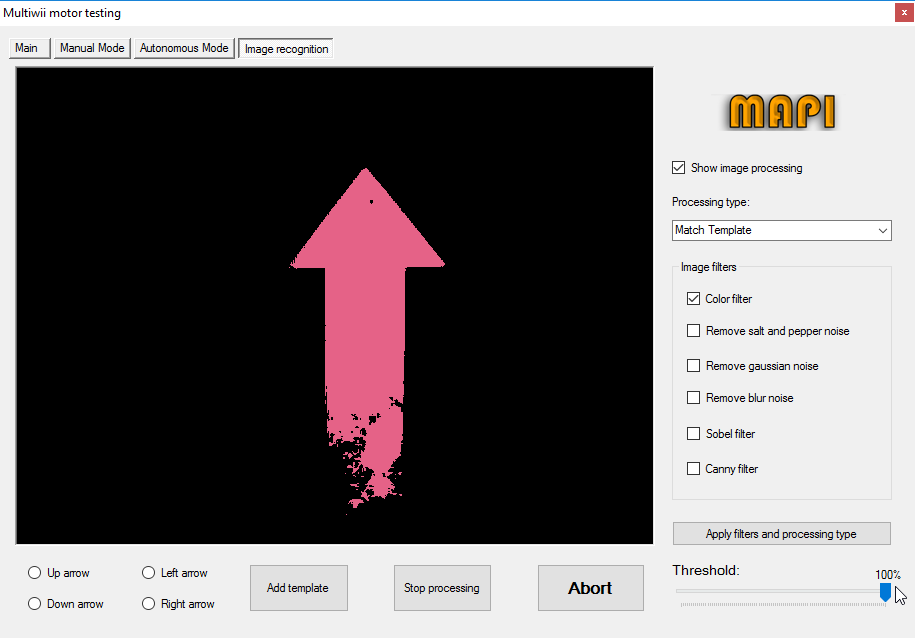 Multiwii motor testing
x
Main
Manual Mode
Autonomous Mode
Image recognition
MAPI
Show image processing
Processing type:
Match Template
Image filters
Color filter
Remove salt and pepper noise
Remove gaussian noise
Remove blur noise
Sobel filter
Canny filter
Apply filters and processing type
Threshold:
100%
Up arrow
Left arrow
Down arrow
Right arrow
Add template
Stop processing
Abort